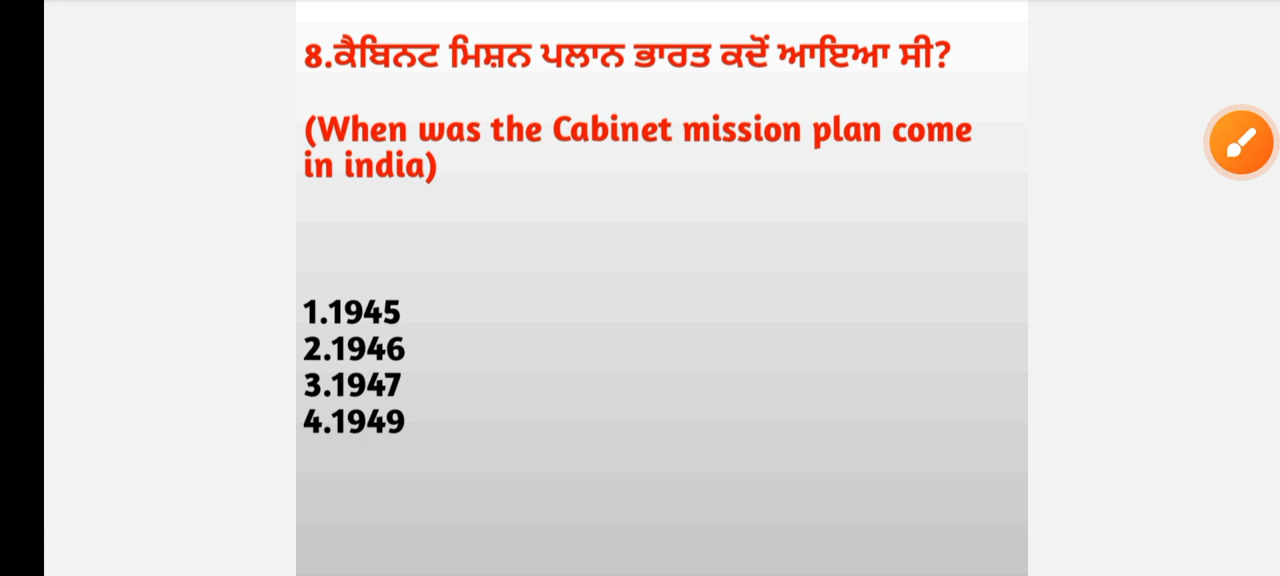 8.ਕੈਬਿਨਟ ਮਿਸ਼ਨ ਪਲਾਨ ਭਾਰਤ ਕਦੋਂ ਆਇਆ ਸੀ?
(When was the Cabinet mission plan come
in india)
1.1945
2.1946
3.1947
4.1949